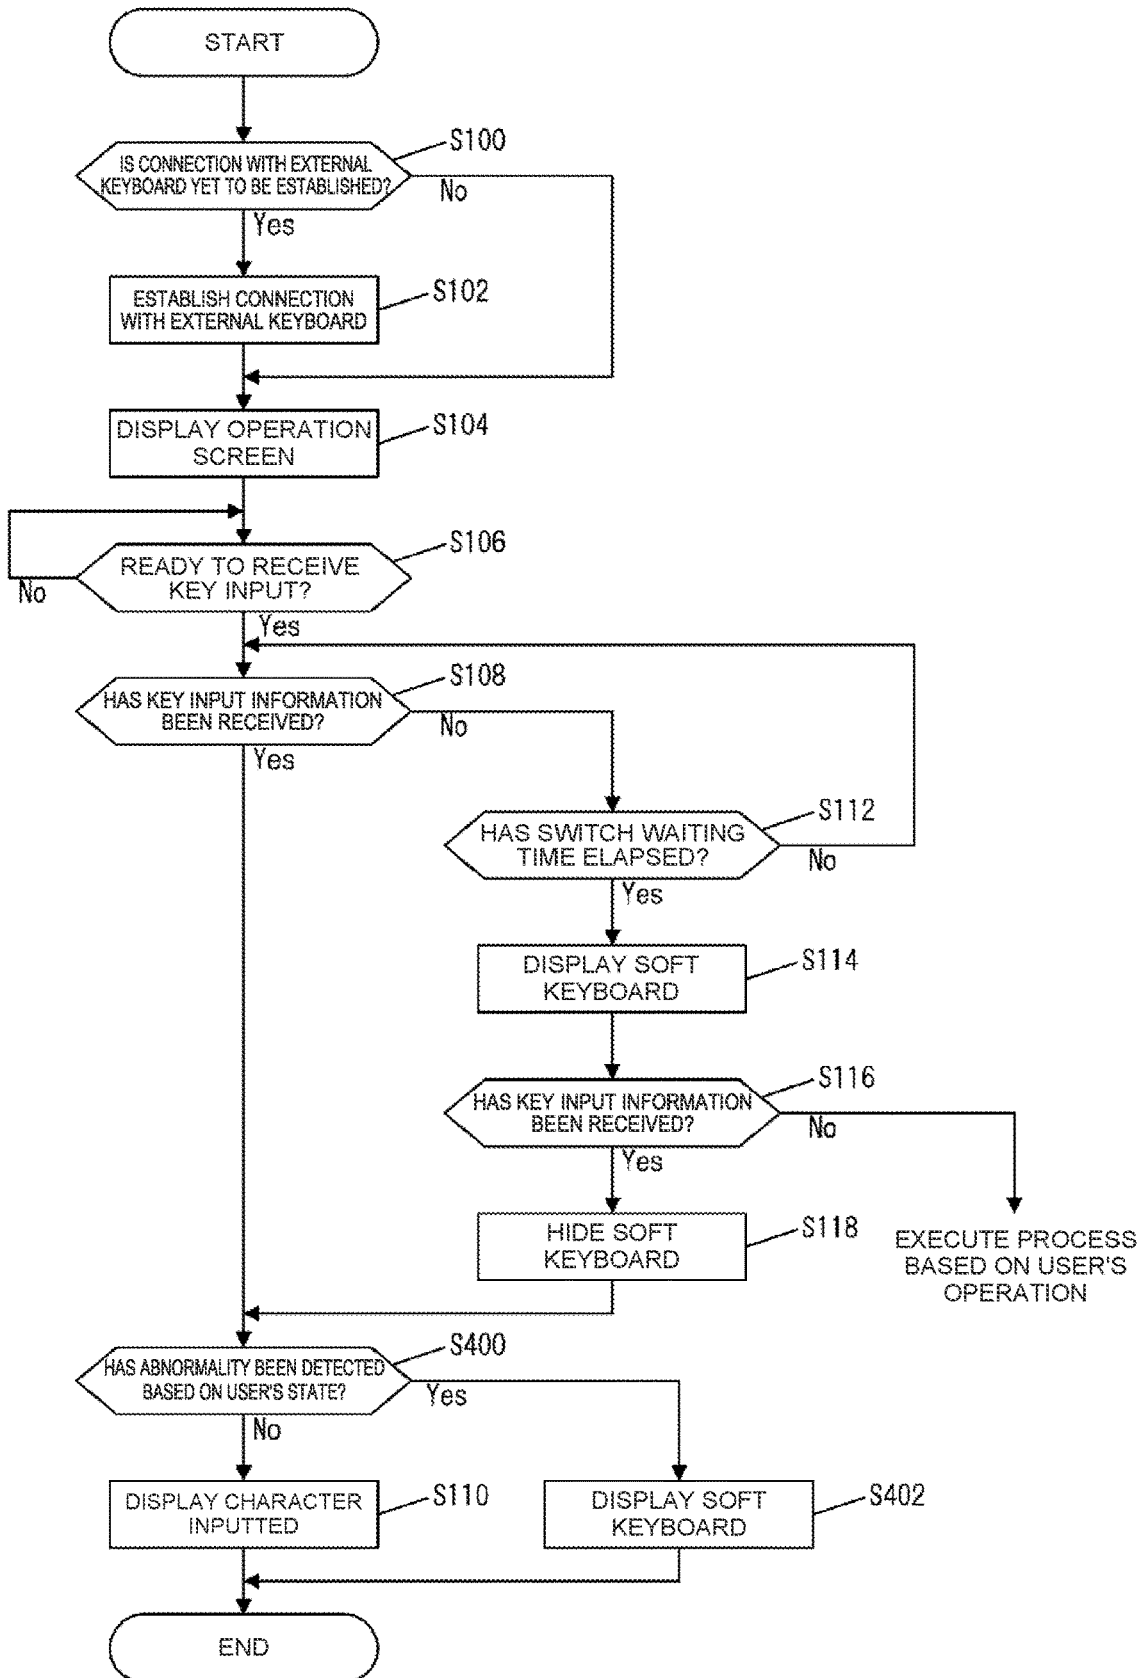 START
S100
IS CONNECTION WITH EXTERNAL
KEYBOARD YET TO BE ESTABLISHED?
No
Yes
S102
ESTABLISH CONNECTION
WITH EXTERNAL KEYBOARD
S104
DISPLAY OPERATION
SCREEN
S106
READY TO RECEIVE
KEY INPUT?
No
Yes
S108
HAS KEY INPUT INFORMATION
BEEN RECEIVED?
No
Yes
S112
HAS SWITCH WAITING
TIME ELAPSED?
No
Yes
S114
DISPLAY SOFT
KEYBOARD
S116
HAS KEY INPUT INFORMATION
BEEN RECEIVED?
No
Yes
S118
HIDE SOFT
KEYBOARD
EXECUTE PROCESS
BASED ON USER'S
OPERATION
S400
HAS ABNORMALITY BEEN DETECTED
BASED ON USER'S STATE?
Yes
No
S110
DISPLAY CHARACTER
INPUTTED
S402
DISPLAY SOFT
KEYBOARD
END